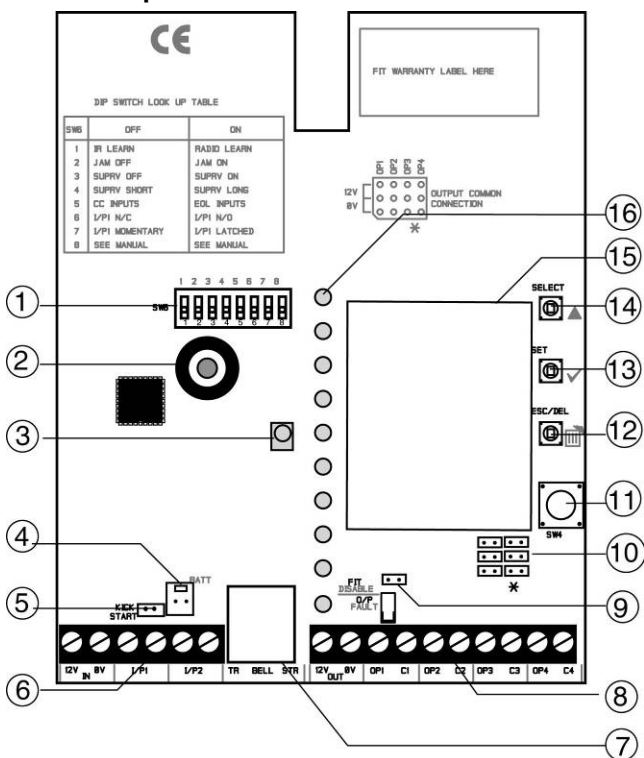 CE
FIT WARRANTY LABEL HERE
DIP SWITCH LOOK UP TABLE
SW6 OFF ON
1 IR LEARN RADIO LEARN
2 JAM OFF JAM ON
3 SUPRV OFF SUPRV ON
4 SUPRV SHORT SUPRV LONG
5 CC INPUTS EOL INPUTS
6 I/P1 N/C I/P1 N/O
7 I/P1 MOMENTARY I/P1 LATCHED
8 SEE MANUAL SEE MANUAL
OP1 OP2 OP3 OP4
12V
0V
OUTPUT COMMON
CONNECTION
*
16
15
1 2 3 4 5 6 7 8
SW6
1 2 3 4 5 6 7 8
1
SELECT
14
2
SET
13
3
ESC/DEL
12
11
SW4
4
BATT
10
*
5
KICK
START
FIT
DISABLE
O/P
FAULT
9
6
12V 0V I/P1 I/P2 TR BELL STR 12V 0V OP1 C1 OP2 C2 OP3 C3 OP4 C4
IN OUT
8
7